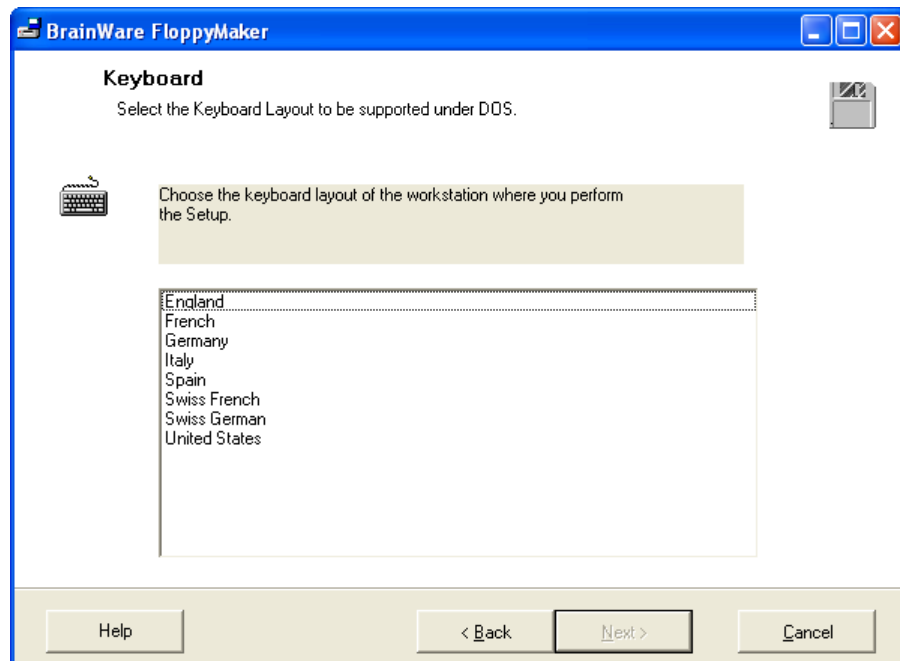 BrainWare FloppyMaker
Keyboard
Select the Keyboard Layout to be supported under DOS.
Choose the keyboard layout of the workstation where you perform
the Setup.
England
French
Germany
Italy
Spain
Swiss French
Swiss German
United States
Help
< Back
Next >
Cancel